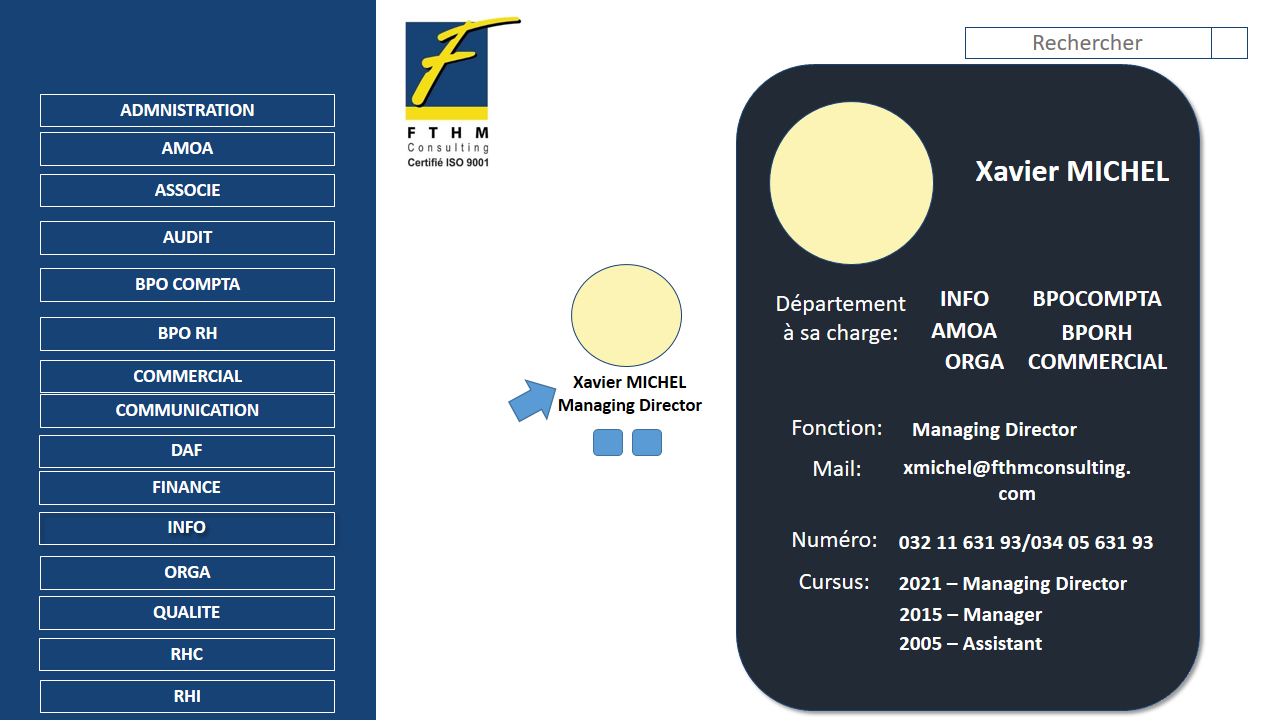 ADMNISTRATION
AMOA
ASSOCIE
AUDIT
BPO COMPTA
BPO RH
COMMERCIAL
COMMUNICATION
DAF
FINANCE
INFO
ORGA
QUALITE
RHC
RHI
F
FTHM
Consulting
Certifié ISO 9001
Xavier MICHEL
Managing Director
Rechercher
Xavier MICHEL
Département
à sa charge:
INFO BPOCOMPTA
AMOA BPORH
ORGA COMMERCIAL
Fonction: Managing Director
Mail: xmichel@fthmconsulting.
com
Numéro: 032 11 631 93/034 05 631 93
Cursus: 2021 – Managing Director
2015 – Manager
2005 – Assistant